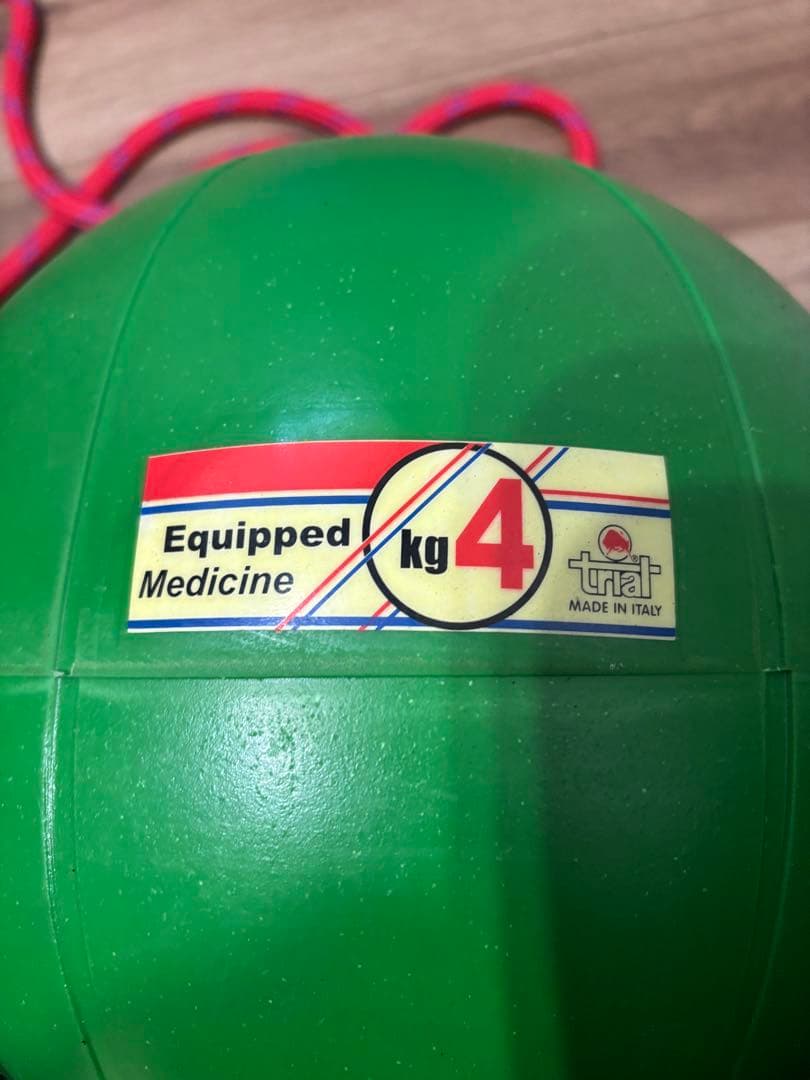 Equipped
Medicine
kg 4
trial®
MADE IN ITALY